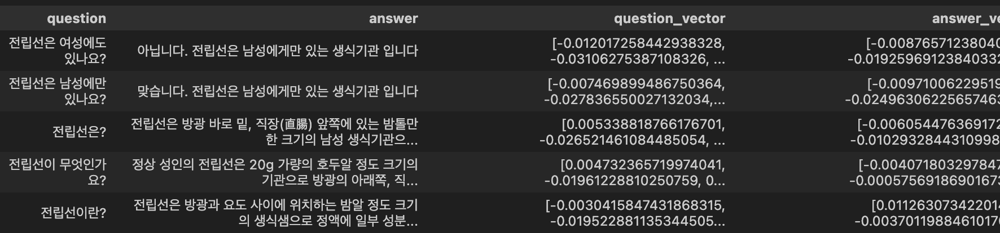 question answer question_vector answer_ve
전립선은 여성에도
있나요?
아닙니다. 전립선은 남성에게만 있는 생식기관 입니다
[-0.012017258442938328,
-0.03106275387108326, ...
[-0.00876571238040
-0.01925969123840332
전립선은 남성에만
있나요?
맞습니다. 전립선은 남성에게만 있는 생식기관 입니다
[-0.007469899486750364,
-0.027836550027132034,...
[-0.00971006229519
-0.02496306225657463
전립선은?
전립선은 방광 바로 밑, 직장(直腸) 앞쪽에 있는 밤톨만
한 크기의 남성 생식기관으...
[0.005338818766176701,
-0.026521461084485054, ...
[-0.006054476369172
-0.0102932844310998
전립선이 무엇인가
요?
정상 성인의 전립선은 20g 가량의 호두알 정도 크기의
기관으로 방광의 아래쪽, 직...
[0.004732365719974041,
-0.01961228810250759, 0...
[-0.00407180329784​7
-0.00057569186901673
전립선이란?
전립선은 방광과 요도 사이에 위치하는 밤알 정도 크기
의 생식샘으로 정액에 일부 성분...
[-0.0030415847431868315,
-0.019522881135344505...
[0.01126307342201​4
-0.00370119884610170